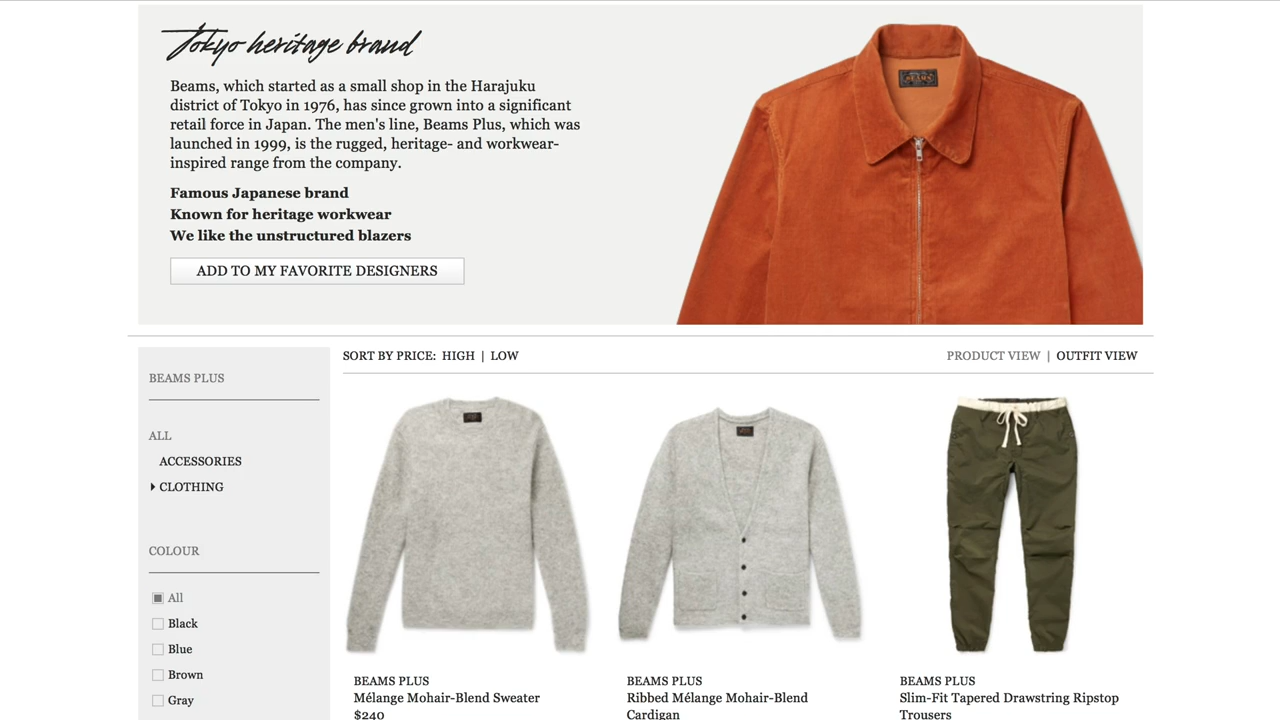 Tokyo heritage brand
Beams, which started as a small shop in the Harajuku
district of Tokyo in 1976, has since grown into a significant
retail force in Japan. The men's line, Beams Plus, which was
launched in 1999, is the rugged, heritage- and workwear-
inspired range from the company.
Famous Japanese brand
Known for heritage workwear
We like the unstructured blazers
ADD TO MY FAVORITE DESIGNERS
BEAMS
SORT BY PRICE: HIGH | LOW
PRODUCT VIEW | OUTFIT VIEW
BEAMS PLUS
ALL
ACCESSORIES
CLOTHING
COLOUR
All
Black
Blue
Brown
Gray
BEAMS PLUS
Mélange Mohair-Blend Sweater
$240
BEAMS PLUS
Ribbed Mélange Mohair-Blend
Cardigan
BEAMS PLUS
Slim-Fit Tapered Drawstring Ripstop
Trousers